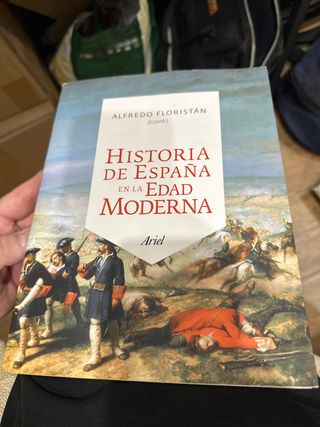 ALFREDO FLORISTÁN
(Coord.)
HISTORIA
DE ESPAÑA
EN LA EDAD
MODERNA
Ariel